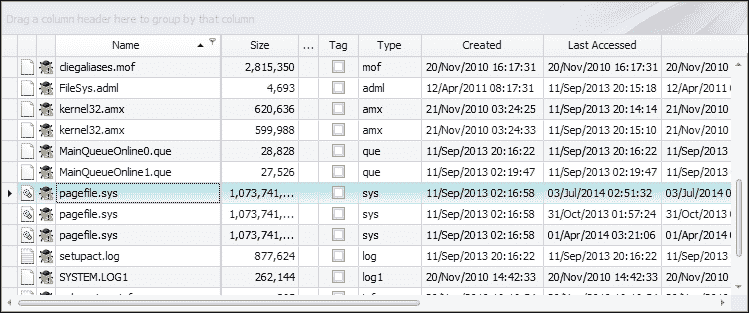 Drag a column header here to group by that column
Name Size ... Tag Type Created Last Accessed
cliegaliases.mof 2,815,350 mof 20/Nov/2010 16:17:31 20/Nov/2010 16:17:31 20/Nov/2010
FileSys.adml 4,693 adml 12/Apr/2011 08:17:31 11/Sep/2013 20:15:18 12/Apr/2011
kernel32.amx 620,636 amx 21/Nov/2010 03:24:25 11/Sep/2013 20:14:14 21/Nov/2010
kernel32.amx 599,988 amx 21/Nov/2010 03:24:33 11/Sep/2013 20:15:10 21/Nov/2010
MainQueueOnline0.que 28,828 que 11/Sep/2013 20:16:22 11/Sep/2013 20:16:22 11/Sep/2013
MainQueueOnline1.que 27,526 que 11/Sep/2013 02:19:47 11/Sep/2013 02:19:47 11/Sep/2013
pagefile.sys 1,073,741,... sys 11/Sep/2013 02:16:58 03/Jul/2014 02:51:32 03/Jul/2014 0
pagefile.sys 1,073,741,... sys 11/Sep/2013 02:16:58 31/Oct/2013 01:57:24 31/Oct/2013
pagefile.sys 1,073,741,... sys 11/Sep/2013 02:16:58 01/Apr/2014 03:21:06 01/Apr/2014
setupact.log 877,624 log 11/Sep/2013 20:16:22 11/Sep/2013 20:16:22 11/Sep/2013
SYSTEM.LOG1 262,144 log1 20/Nov/2010 14:42:33 20/Nov/2010 14:42:33 20/Nov/2010